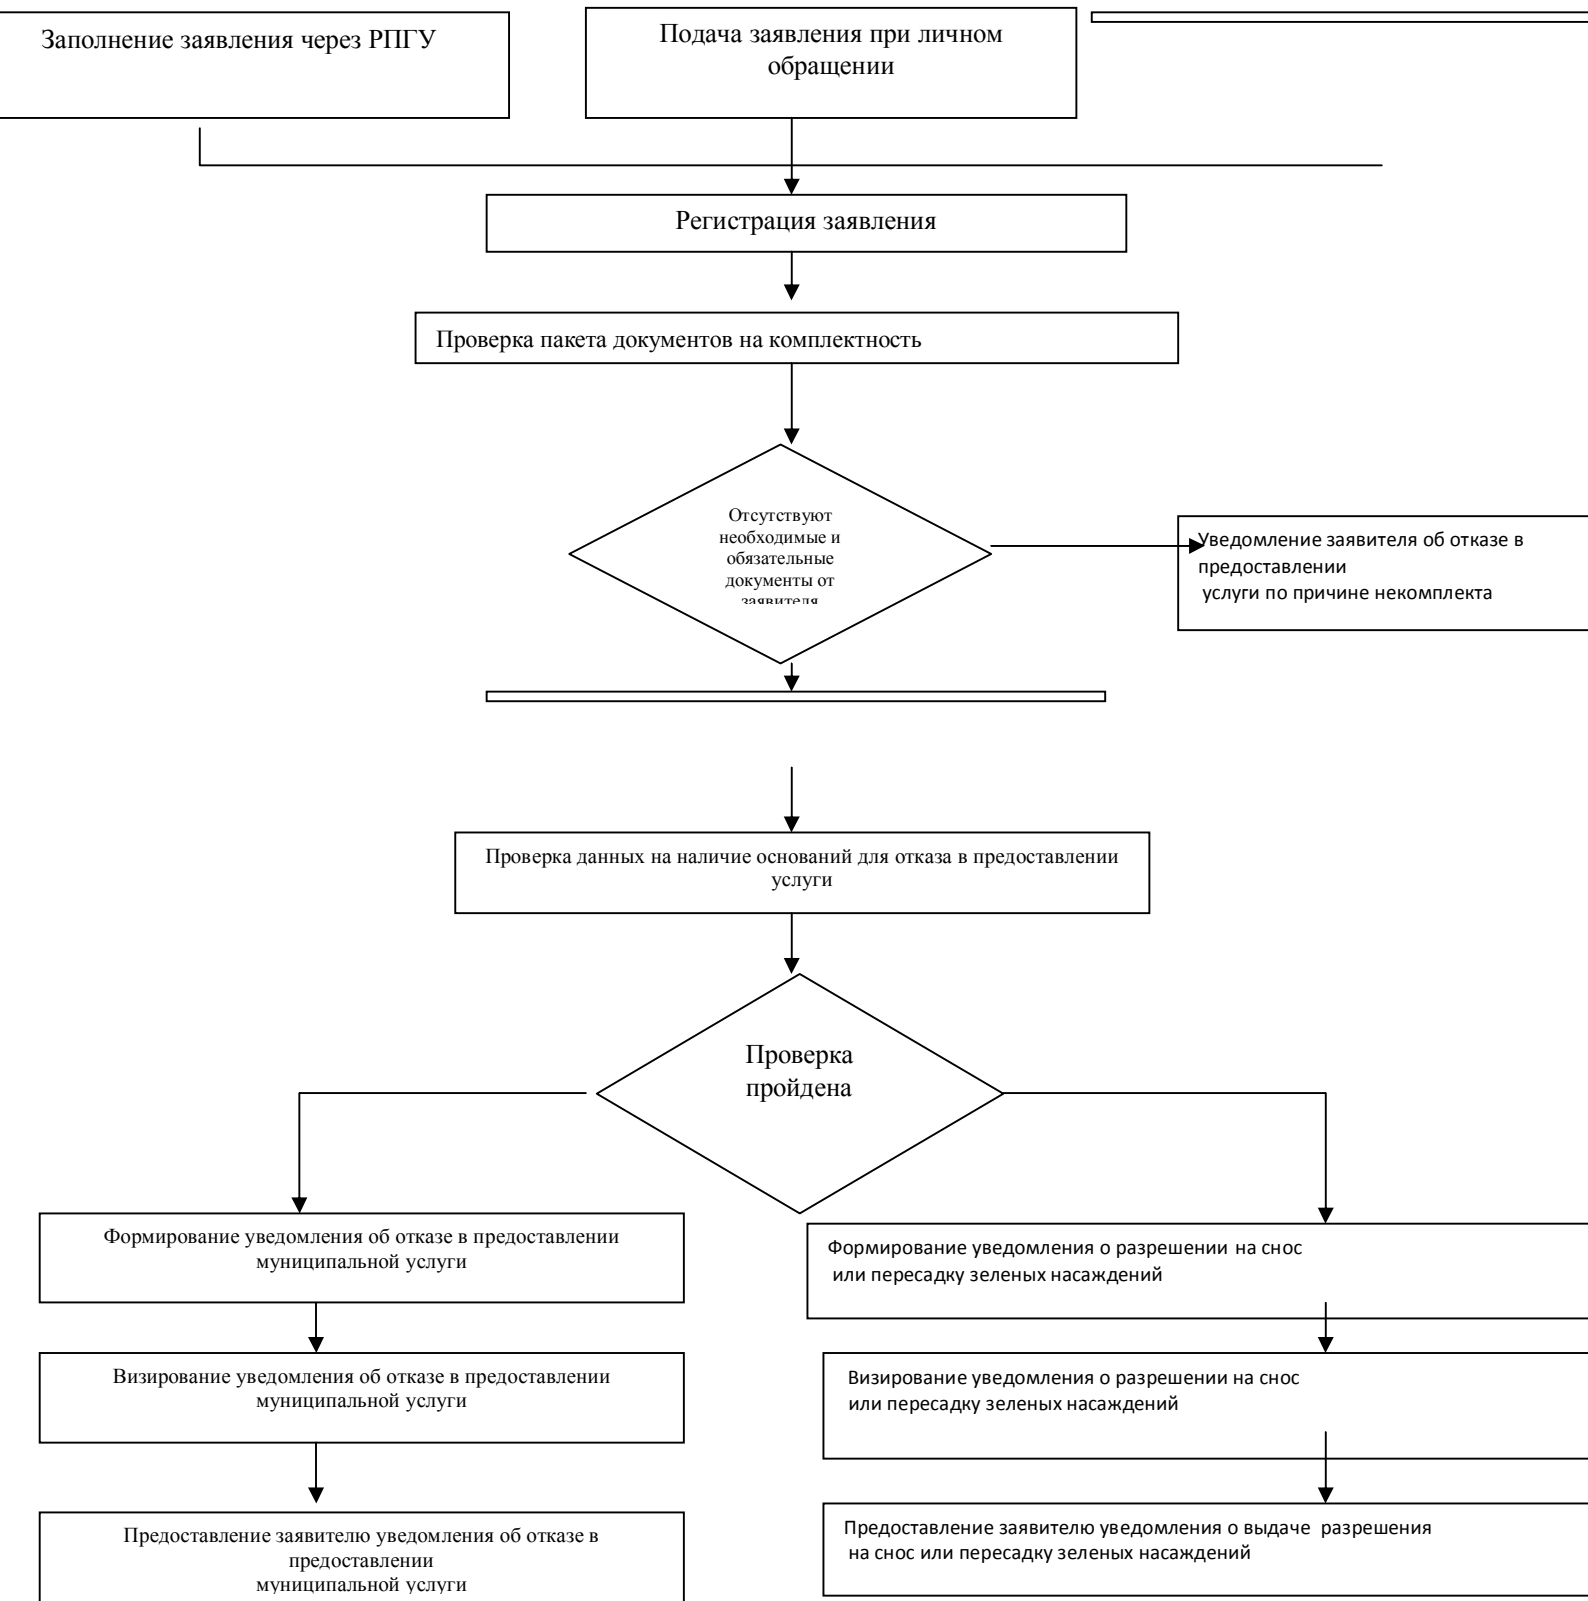 Заполнение заявления через РПГУ
Подача заявления при личном
обращении
Регистрация заявления
Проверка пакета документов на комплектность
Отсутствуют
необходимые и
обязательные
документы от
заявителя
Уведомление заявителя об отказе в
предоставлении
услуги по причине некомплекта
Проверка данных на наличие оснований для отказа в предоставлении
услуги
Проверка
пройдена
Формирование уведомления об отказе в предоставлении
муниципальной услуги
Формирование уведомления о разрешении на снос
или пересадку зеленых насаждений
Визирование уведомления об отказе в предоставлении
муниципальной услуги
Визирование уведомления о разрешении на снос
или пересадку зеленых насаждений
Предоставление заявителю уведомления об отказе в
предоставлении
муниципальной услуги
Предоставление заявителю уведомления о выдаче разрешения
на снос или пересадку зеленых насаждений